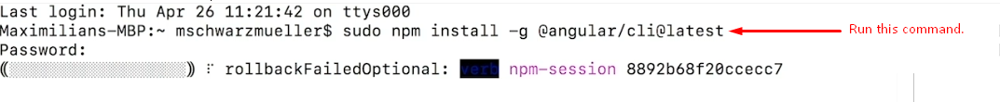 Last login: Thu Apr 26 11:21:42 on ttys000
Maximilians-MBP:~ mschwarzmueller$ sudo npm install -g @angular/cli@latest Run this command.
Password:
(░░░░░░░░░░░░░░░░░░) ⠏ rollbackFailedOptional: verb npm-session 8892b68f20ccecc7